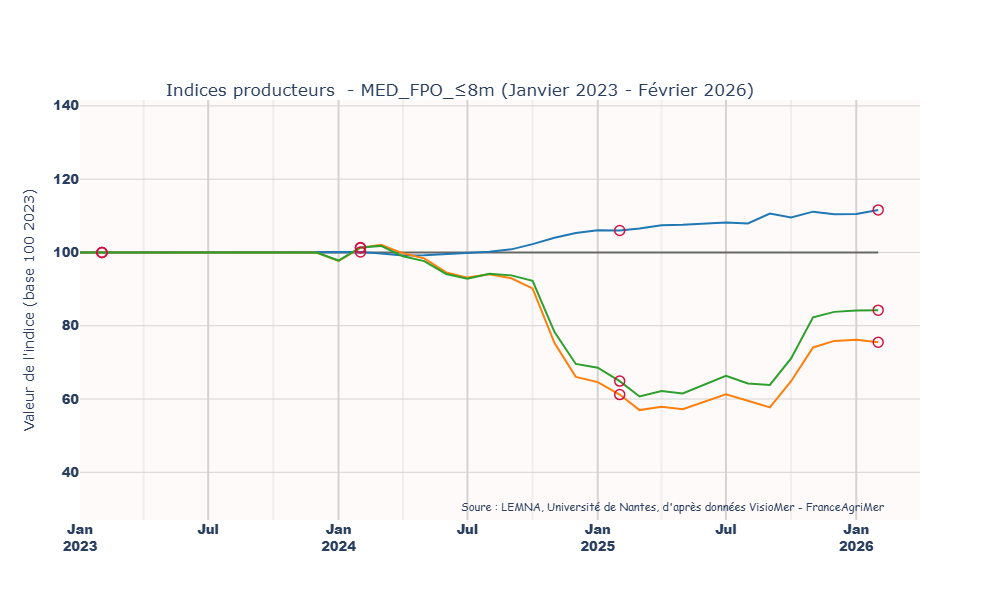 Indices producteurs - MED_FPO_≤8m (Janvier 2023 - Février 2026)
Valeur de l'indice (base 100 2023)
140
120
100
80
60
40
Soure : LEMNA, Université de Nantes, d'après données VisioMer - FranceAgriMer
Jan Jul Jan Jul Jan Jul Jan
2023 2024 2025 2026